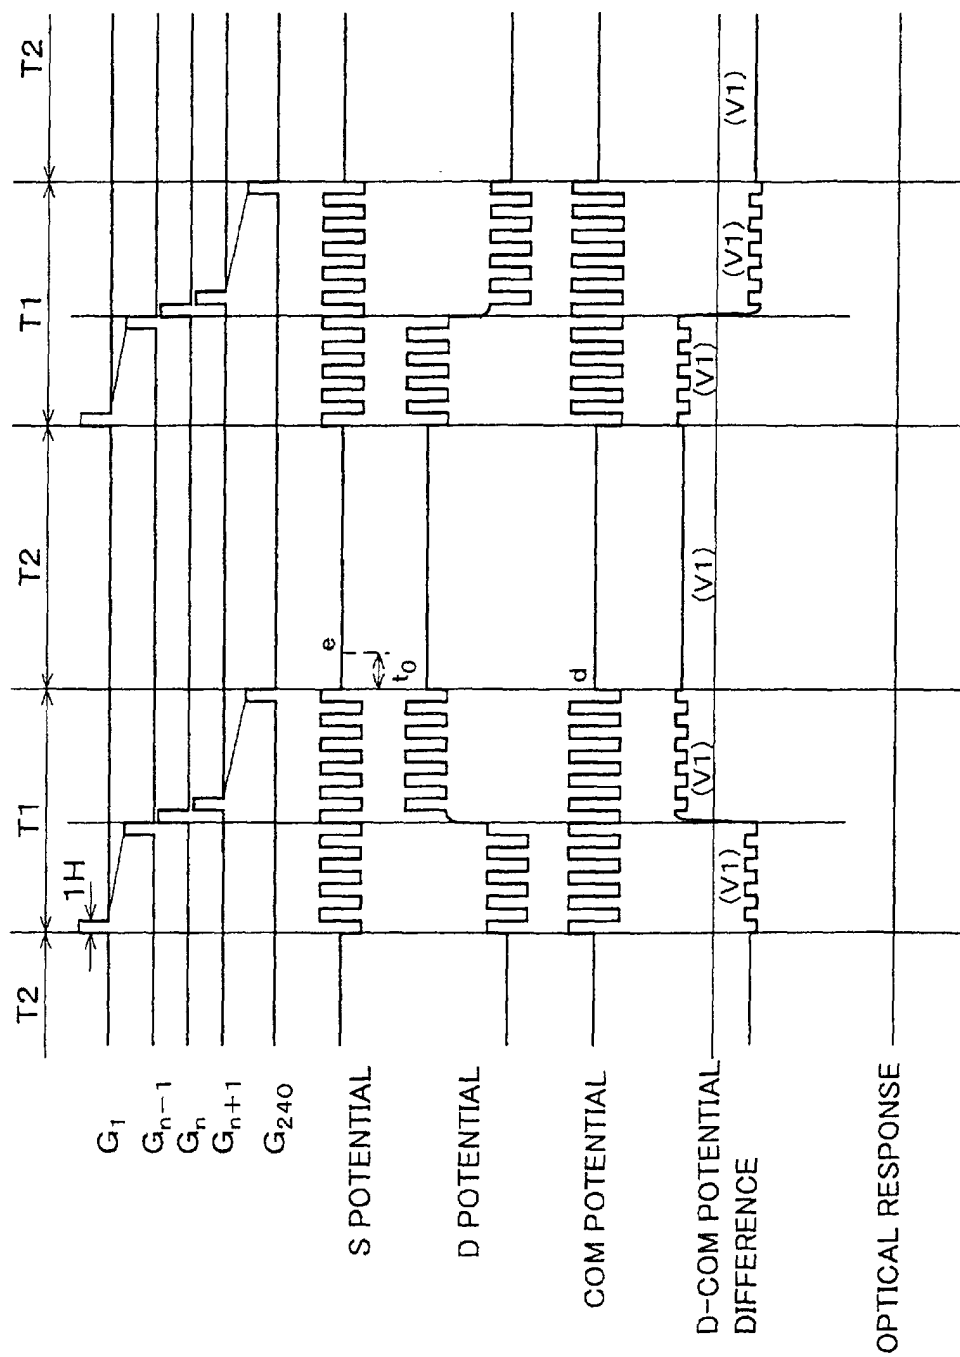 T2
T1
T2
T1
T2
1H
G1
Gn-1
Gn
Gn+1
G240
S POTENTIAL
e
t0
D POTENTIAL
COM POTENTIAL
d
D-COM POTENTIAL
DIFFERENCE
(V1)
(V1)
(V1)
(V1)
(V1)
(V1)
OPTICAL RESPONSE